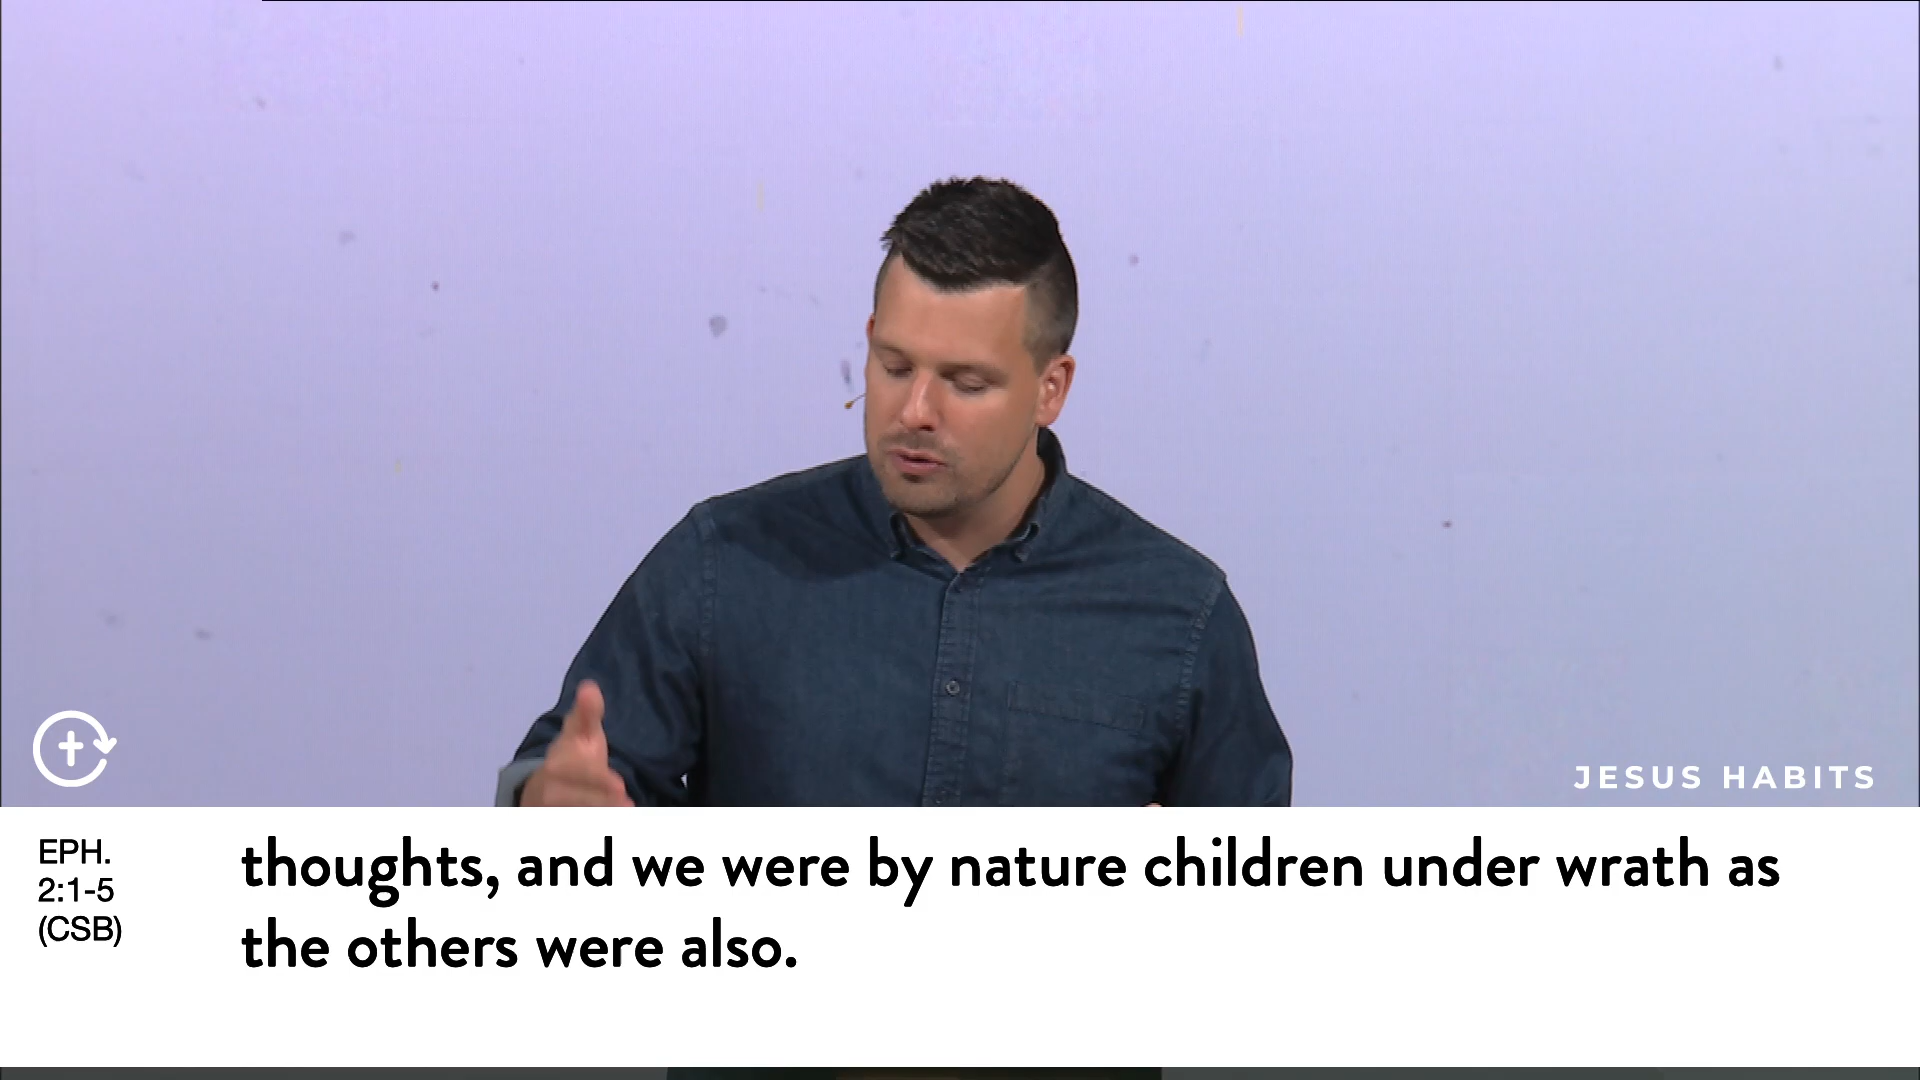 JESUS HABITS
EPH.
2:1-5
(CSB)
thoughts, and we were by nature children under wrath as
the others were also.